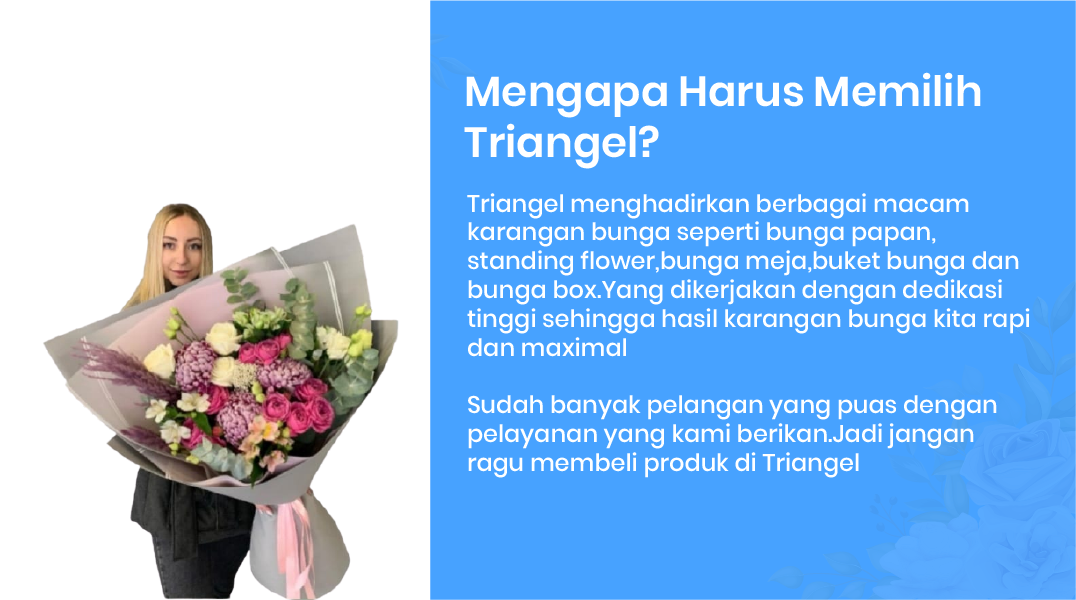 Mengapa Harus Memilih
Triangel?
Triangel menghadirkan berbagai macam
karangan bunga seperti bunga papan,
standing flower,bunga meja,buket bunga dan
bunga box.Yang dikerjakan dengan dedikasi
tinggi sehingga hasil karangan bunga kita rapi
dan maximal
Sudah banyak pelangan yang puas dengan
pelayanan yang kami berikan.Jadi jangan
ragu membeli produk di Triangel